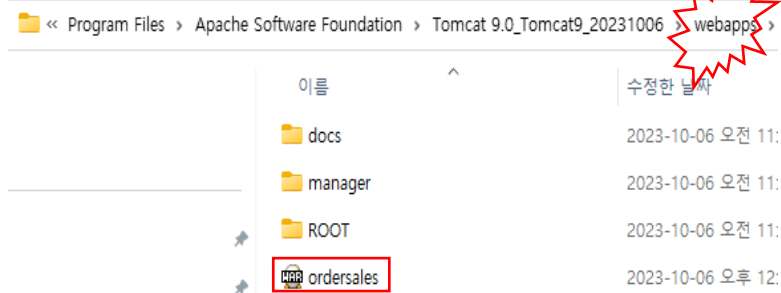 « Program Files > Apache Software Foundation > Tomcat 9.0_Tomcat9_20231006 > webapps >
이름 수정한 날짜
docs 2023-10-06 오전 11:
manager 2023-10-06 오전 11:
ROOT 2023-10-06 오전 11:
WAR ordersales 2023-10-06 오후 12: